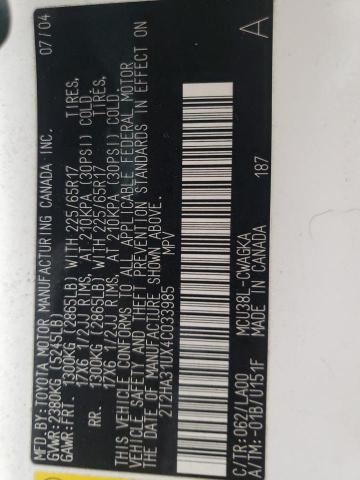 MFD. BY: TOYOTA MOTOR MANUFACTURING CANADA INC. 07/04
GVWR: 2380KG (5245LB)
GAWR: FRT. 1300KG (2865LB) WITH 225/65R17 TIRES,
17X6 1/2JJ RIMS, AT 210KPA (30PSI) COLD
RR. 1300KG (2865LB) WITH 225/65R17 TIRES,
17X6 1/2JJ RIMS, AT 210KPA (30PSI) COLD
THIS VEHICLE CONFORMS TO ALL APPLICABLE FEDERAL MOTOR
VEHICLE SAFETY AND THEFT PREVENTION STANDARDS IN EFFECT ON
THE DATE OF MANUFACTURE SHOWN ABOVE.
2T2HA31UX4C033985 MPV
187
C/TR: 062/LA00 MCU38L-CWAGKA
A/TM: -01B/U151F MADE IN CANADA
A